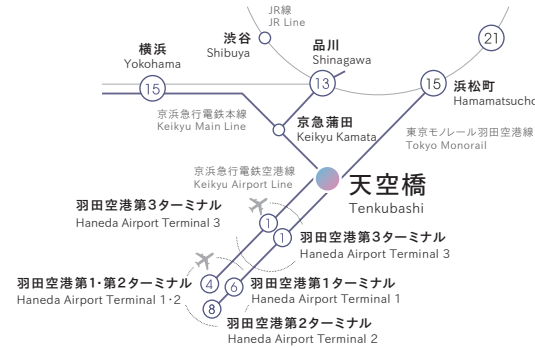 JR線
JR Line
渋谷
Shibuya
21
横浜
Yokohama
品川
Shinagawa
15
13
15
浜松町
Hamamatsucho
京浜急行電鉄本線
Keikyu Main Line
京急蒲田
Keikyu Kamata
東京モノレール羽田空港線
Tokyo Monorail
京浜急行電鉄空港線
Keikyu Airport Line
天空橋
Tenkubashi
羽田空港第3ターミナル
Haneda Airport Terminal 3
1
1
羽田空港第3ターミナル
Haneda Airport Terminal 3
羽田空港第1・第2ターミナル
Haneda Airport Terminal 1・2
4
6
羽田空港第1ターミナル
Haneda Airport Terminal 1
8
羽田空港第2ターミナル
Haneda Airport Terminal 2